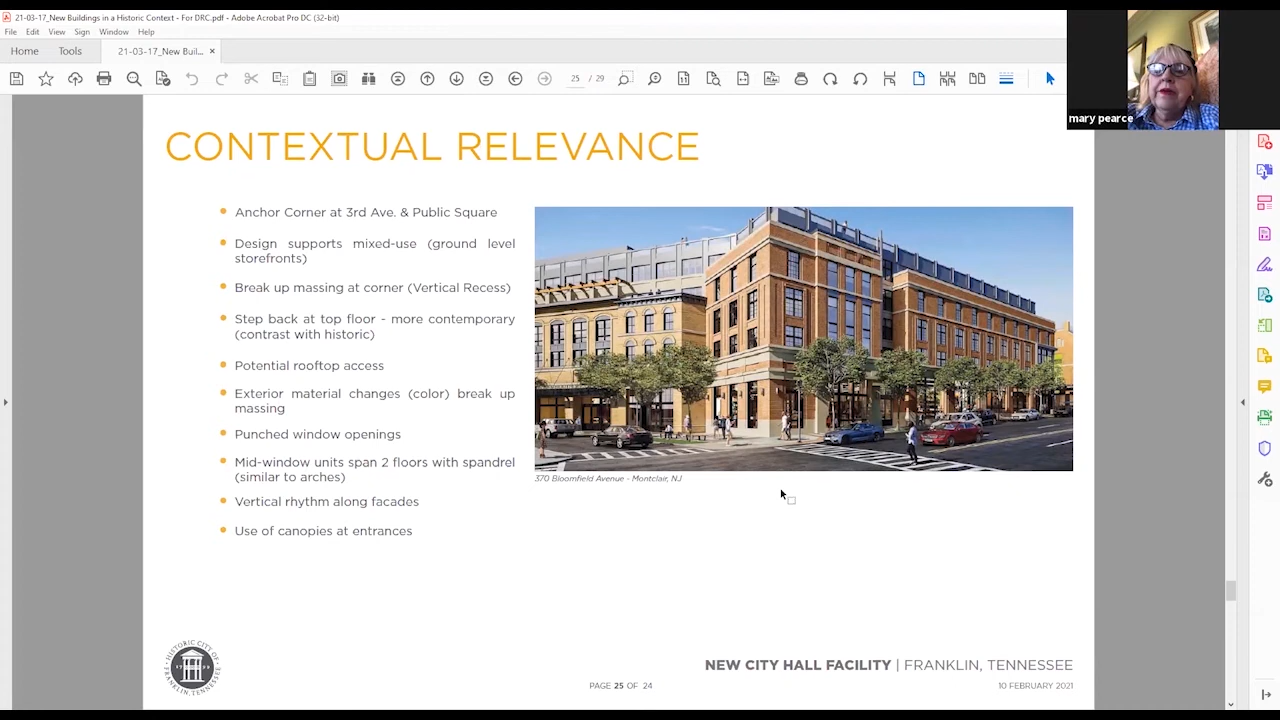 21-03-17_New Buildings in a Historic Context - For DRC.pdf - Adobe Acrobat Pro DC (32-bit)
File Edit View Sign Window Help
Home Tools 21-03-17_New Buil... ×
25 / 29
mary pearce
CONTEXTUAL RELEVANCE
Anchor Corner at 3rd Ave. & Public Square
Design supports mixed-use (ground level
storefronts)
Break up massing at corner (Vertical Recess)
Step back at top floor - more contemporary
(contrast with historic)
Potential rooftop access
Exterior material changes (color) break up
massing
Punched window openings
Mid-window units span 2 floors with spandrel
(similar to arches)
Vertical rhythm along facades
Use of canopies at entrances
370 Bloomfield Avenue - Montclair, NJ
HISTORIC CITY OF
FRANKLIN, TENNESSEE
NEW CITY HALL FACILITY | FRANKLIN, TENNESSEE
PAGE 25 OF 24
10 FEBRUARY 2021